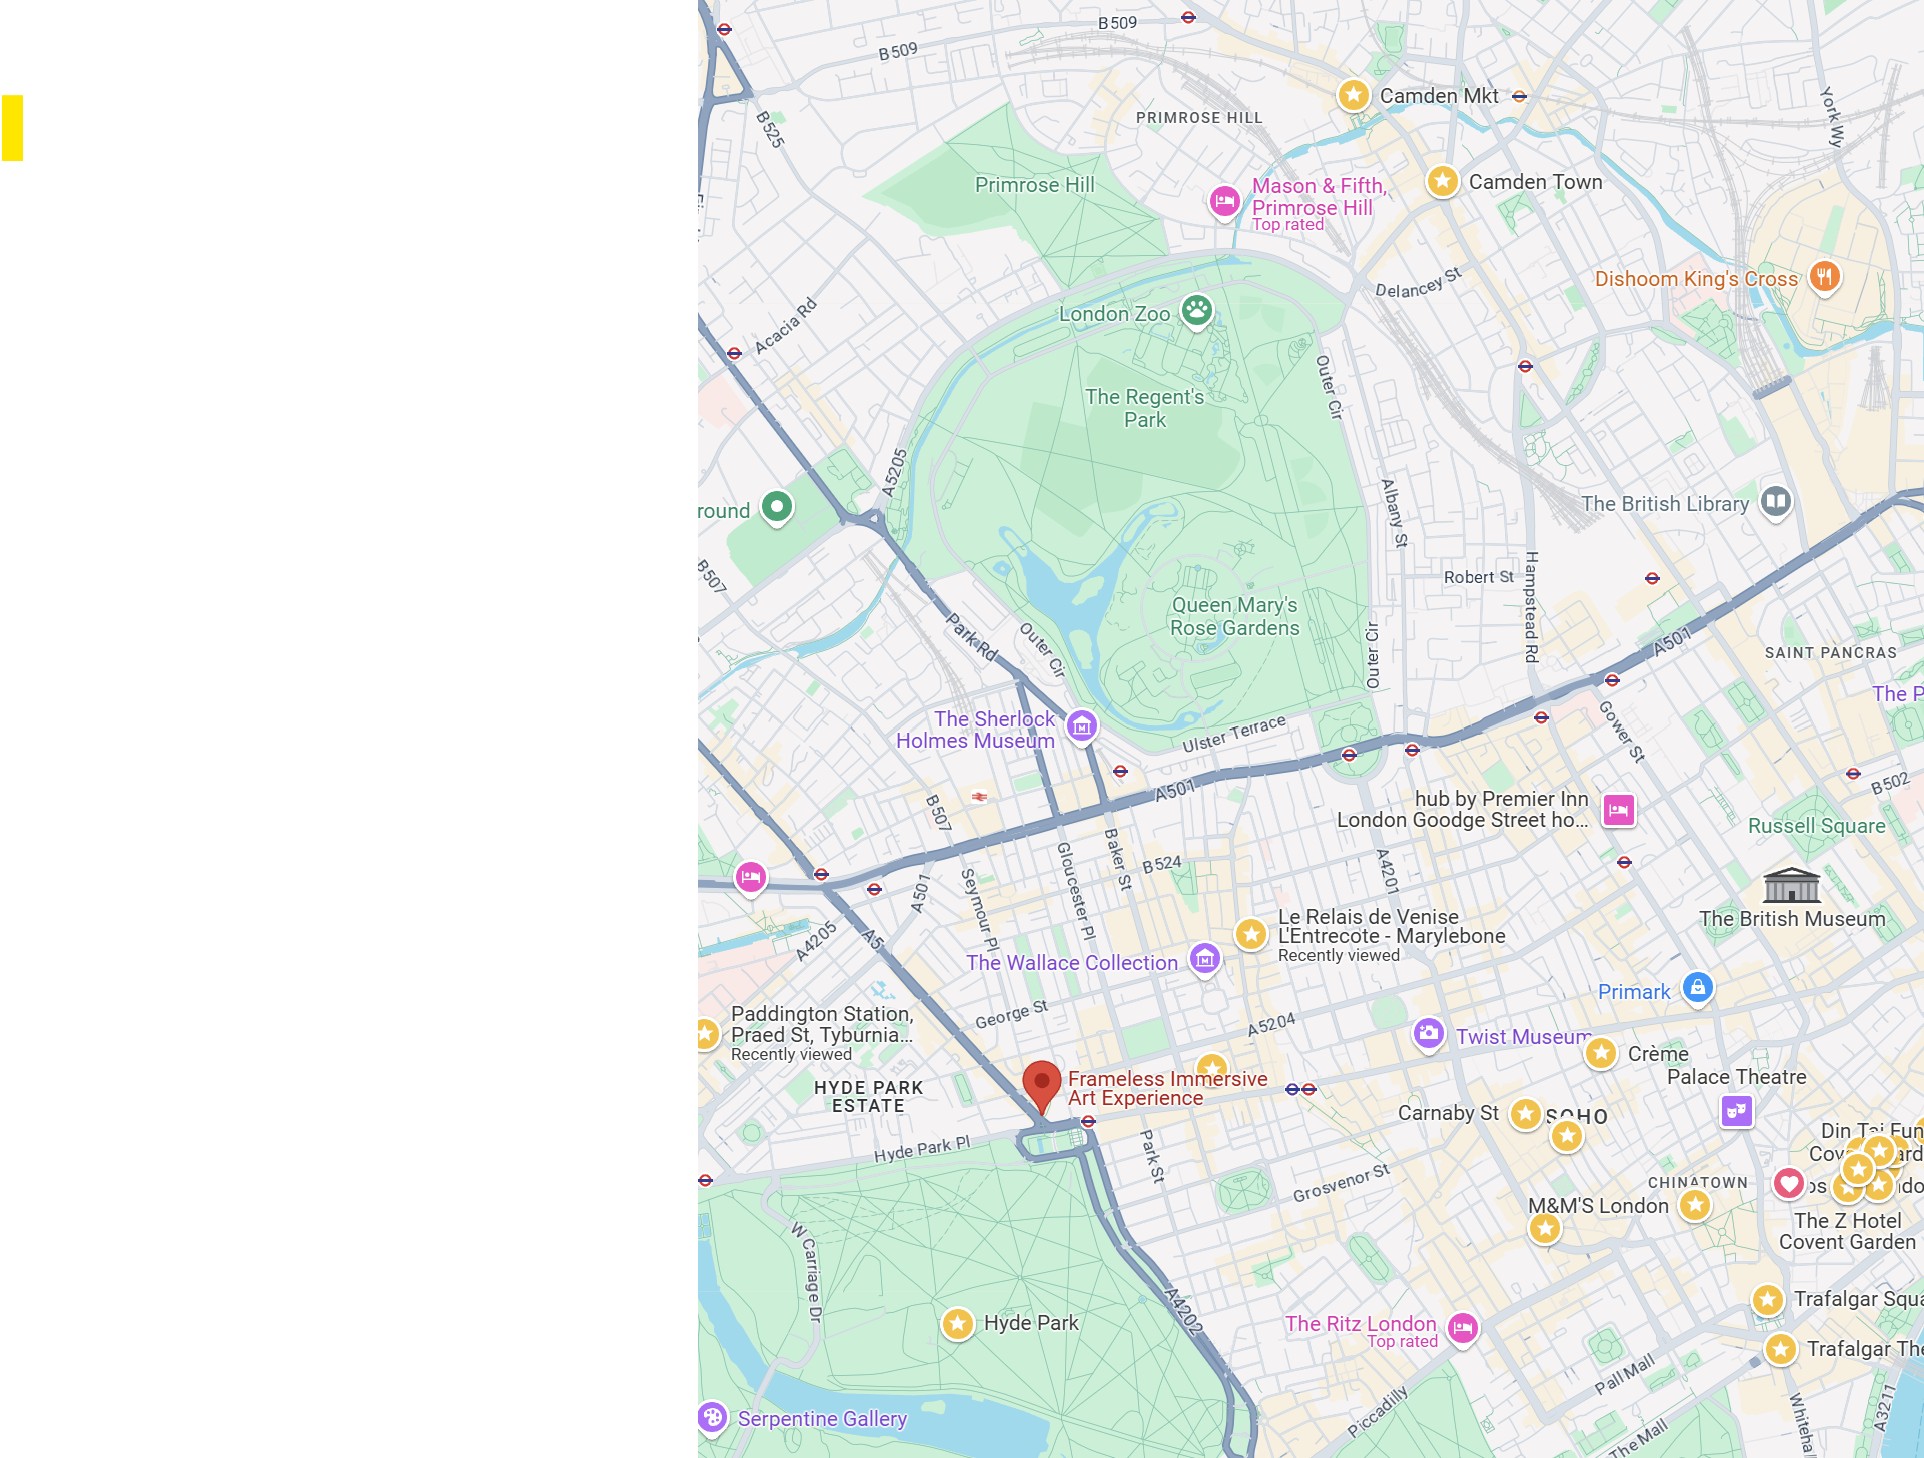 B509
B509
Camden Mkt
PRIMROSE HILL
York Wy
B525
Primrose Hill
Mason & Fifth,
Primrose Hill
Top rated
Camden Town
Delancey St
Dishoom King's Cross
London Zoo
Acacia Rd
Outer Cir
The Regent's
Park
A5205
Albany St
The British Library
round
B507
Hampstead Rd
Robert St
Queen Mary's
Rose Gardens
Park Rd
Outer Cir
Outer Cir
A501
SAINT PANCRAS
The P
The Sherlock
Holmes Museum
Ulster Terrace
Gower St
B502
A501
hub by Premier Inn
London Goodge Street ho...
B507
Russell Square
Baker St
Gloucester Pl
B524
A4201
A501
Seymour Pl
The British Museum
Le Relais de Venise
L'Entrecote - Marylebone
Recently viewed
A4205
A5
The Wallace Collection
Primark
George St
A5204
Paddington Station,
Praed St, Tyburnia...
Recently viewed
Twist Museum
Crème
Palace Theatre
Frameless Immersive
Art Experience
HYDE PARK
ESTATE
Carnaby St
SOHO
Hyde Park Pl
Park St
Din Tai Fun
Grosvenor St
CHINATOWN
M&M'S London
The Z Hotel
Covent Garden
W Carriage Dr
A4202
Trafalgar Squa
Hyde Park
The Ritz London
Top rated
Trafalgar The
Pall Mall
Piccadilly
Serpentine Gallery
The Mall
Whitehal
A3211